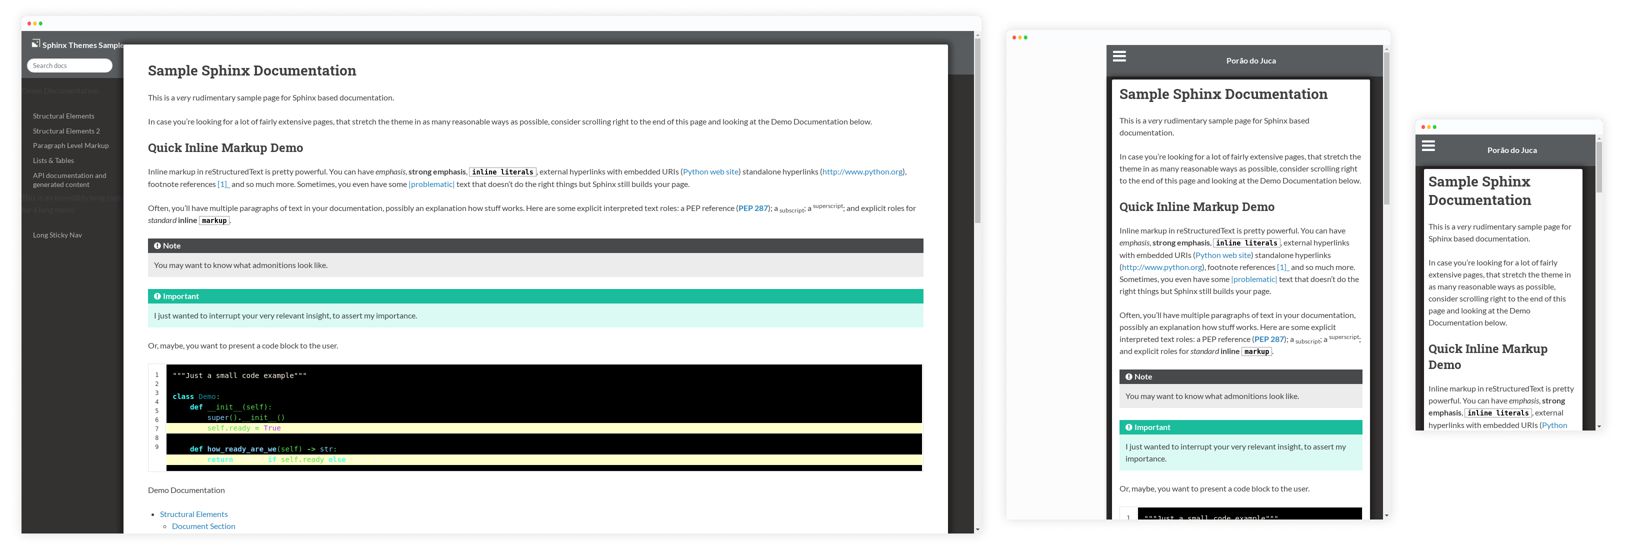 Sphinx Themes Sample
Search docs
Demo Documentation
Structural Elements
Structural Elements 2
Paragraph Level Markup
Lists & Tables
API documentation and
generated content
Long Sticky Nav
Sample Sphinx Documentation
This is a very rudimentary sample page for Sphinx based documentation.
In case you're looking for a lot of fairly extensive pages, that stretch the theme in as many reasonable ways as possible, consider scrolling right to the end of this page and looking at the Demo Documentation below.
Quick Inline Markup Demo
Inline markup in reStructuredText is pretty powerful. You can have emphasis, strong emphasis, inline literals, external hyperlinks with embedded URIs (Python web site) standalone hyperlinks (http://www.python.org),
footnote references [1]_ and so much more. Sometimes, you even have some |problematic| text that doesn't do the right things but Sphinx still builds your page.
Often, you'll have multiple paragraphs of text in your documentation, possibly an explanation how stuff works. Here are some explicit interpreted text roles: a PEP reference (PEP 287); a subscript; a superscript; and explicit roles for
standard inline markup.
Note
You may want to know what admonitions look like.
Important
I just wanted to interrupt your very relevant insight, to assert my importance.
Or, maybe, you want to present a code block to the user.
1 """Just a small code example"""
2
3 class Demo:
4 def __init__(self):
5 super().__init__()
6 self.ready = True
7
8 def how_ready_are_we(self) -> str:
9 return if self.ready else
Demo Documentation
Structural Elements
Document Section
Porão do Juca
Sample Sphinx Documentation
This is a very rudimentary sample page for Sphinx based
documentation.
In case you're looking for a lot of fairly extensive pages, that stretch the
theme in as many reasonable ways as possible, consider scrolling right
to the end of this page and looking at the Demo Documentation below.
Quick Inline Markup Demo
Inline markup in reStructuredText is pretty powerful. You can have
emphasis, strong emphasis, inline literals, external hyperlinks
with embedded URIs (Python web site) standalone hyperlinks
(http://www.python.org), footnote references [1]_ and so much more.
Sometimes, you even have some |problematic| text that doesn't do the
right things but Sphinx still builds your page.
Often, you'll have multiple paragraphs of text in your documentation,
possibly an explanation how stuff works. Here are some explicit
interpreted text roles: a PEP reference (PEP 287); a subscript; a superscript;
and explicit roles for standard inline markup.
Note
You may want to know what admonitions look like.
Important
I just wanted to interrupt your very relevant insight, to assert my
importance.
Or, maybe, you want to present a code block to the user.
1 """Just a small code example"""
Porão do Juca
Sample Sphinx
Documentation
This is a very rudimentary sample page for
Sphinx based documentation.
In case you're looking for a lot of fairly
extensive pages, that stretch the theme in
as many reasonable ways as possible,
consider scrolling right to the end of this
page and looking at the Demo
Documentation below.
Quick Inline Markup
Demo
Inline markup in reStructuredText is pretty
powerful. You can have emphasis, strong
emphasis, inline literals, external
hyperlinks with embedded URIs (Python